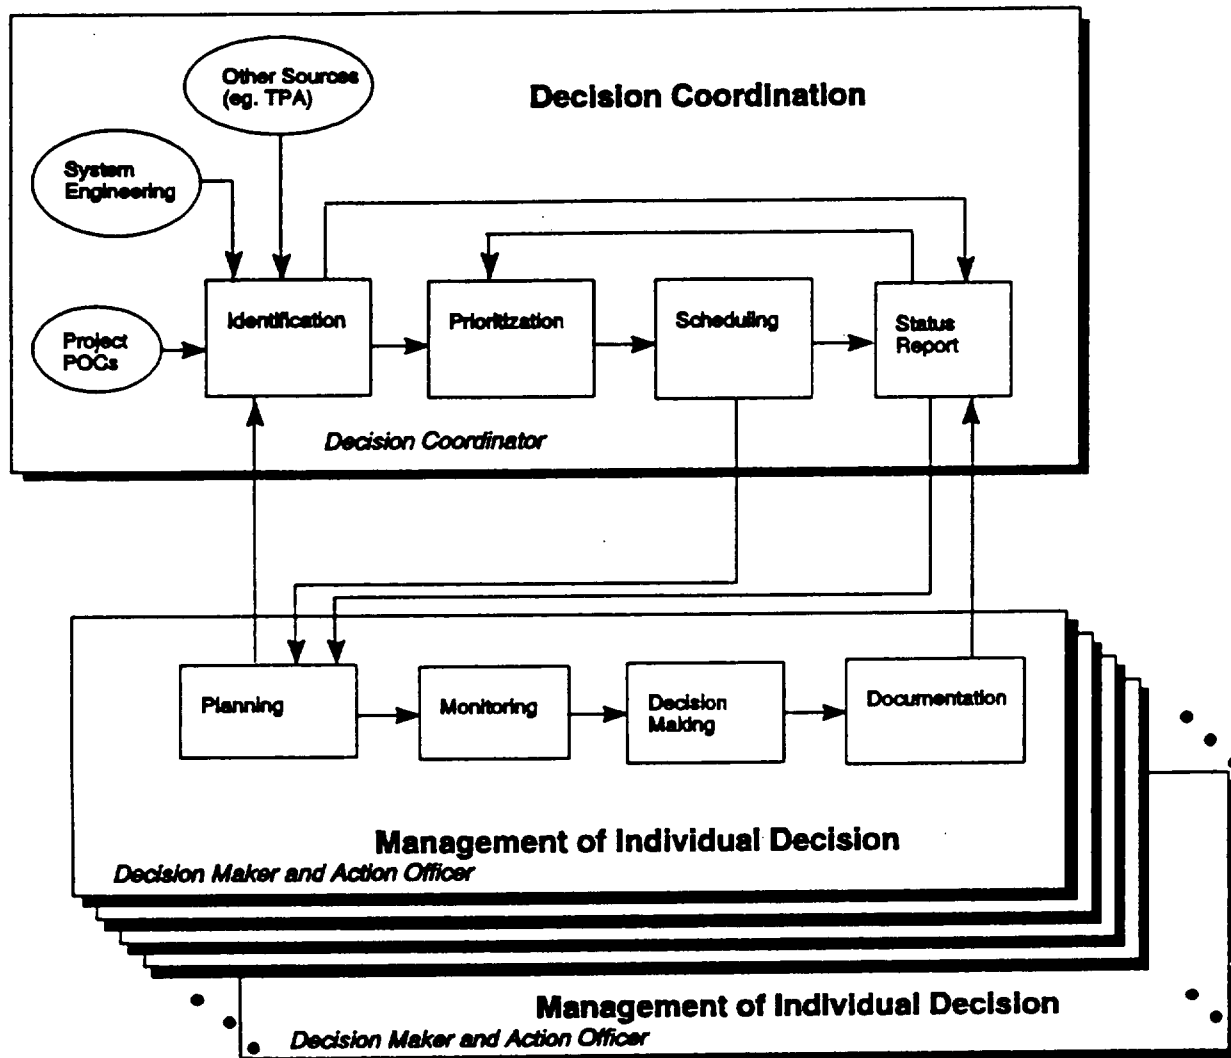 Other Sources
(eg. TPA)
Decision Coordination
System
Engineering
Identification
Prioritization
Scheduling
Status
Report
Project
POCs
Decision Coordinator
Planning
Monitoring
Decision
Making
Documentation
Management of Individual Decision
Decision Maker and Action Officer
Management of Individual Decision
Decision Maker and Action Officer